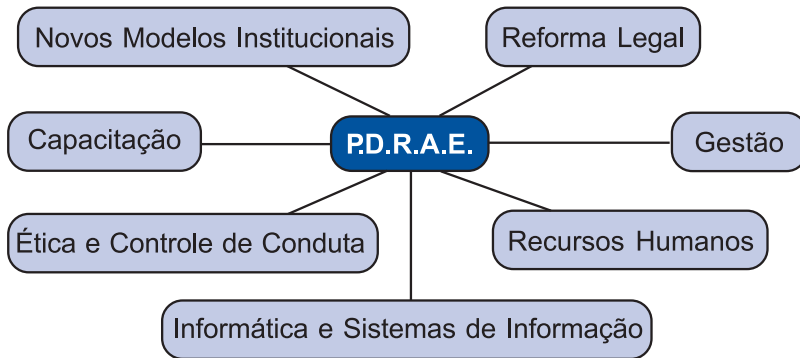 Novos Modelos Institucionais
Reforma Legal
P.D.R.A.E.
Capacitação
Gestão
Ética e Controle de Conduta
Recursos Humanos
Informática e Sistemas de Informação